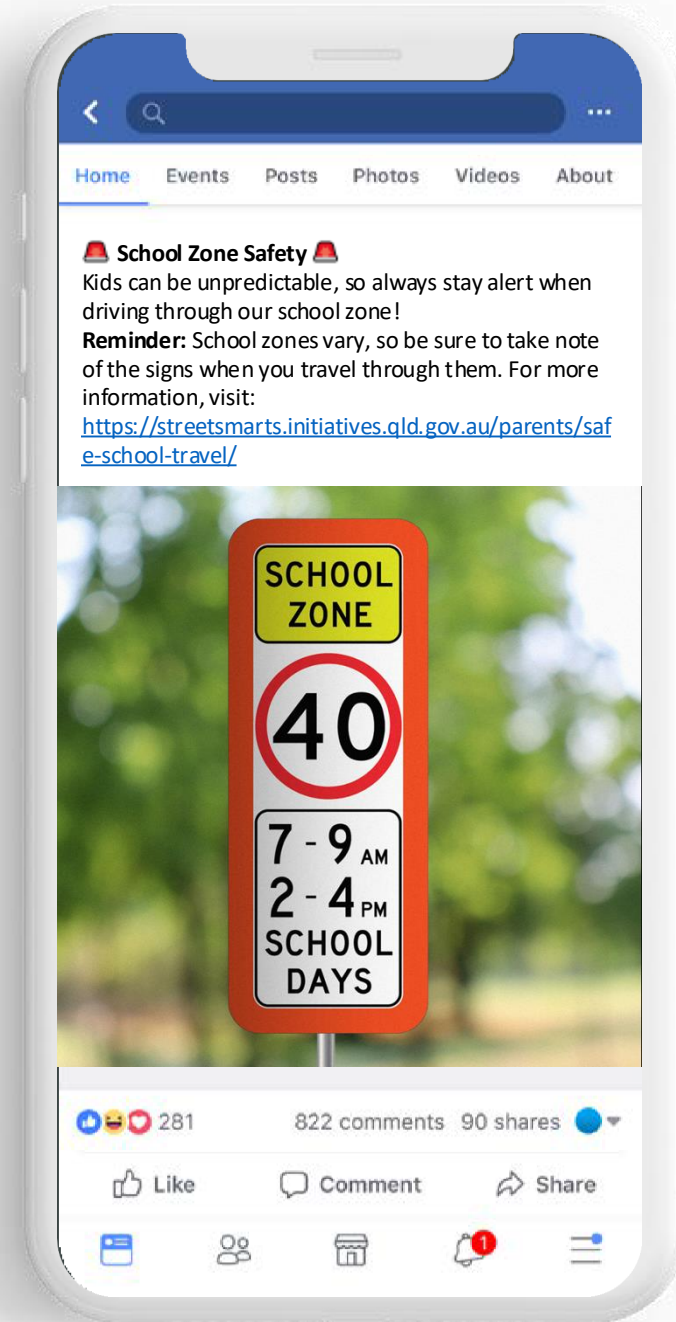 Home Events Posts Photos Videos About
🚨 School Zone Safety 🚨
Kids can be unpredictable, so always stay alert when
driving through our school zone!
Reminder: School zones vary, so be sure to take note
of the signs when you travel through them. For more
information, visit:
https://streetsmarts.initiatives.qld.gov.au/parents/saf
e-school-travel/
SCHOOL
ZONE
40
7 - 9 AM
2 - 4 PM
SCHOOL
DAYS
281 822 comments 90 shares
Like Comment Share
1